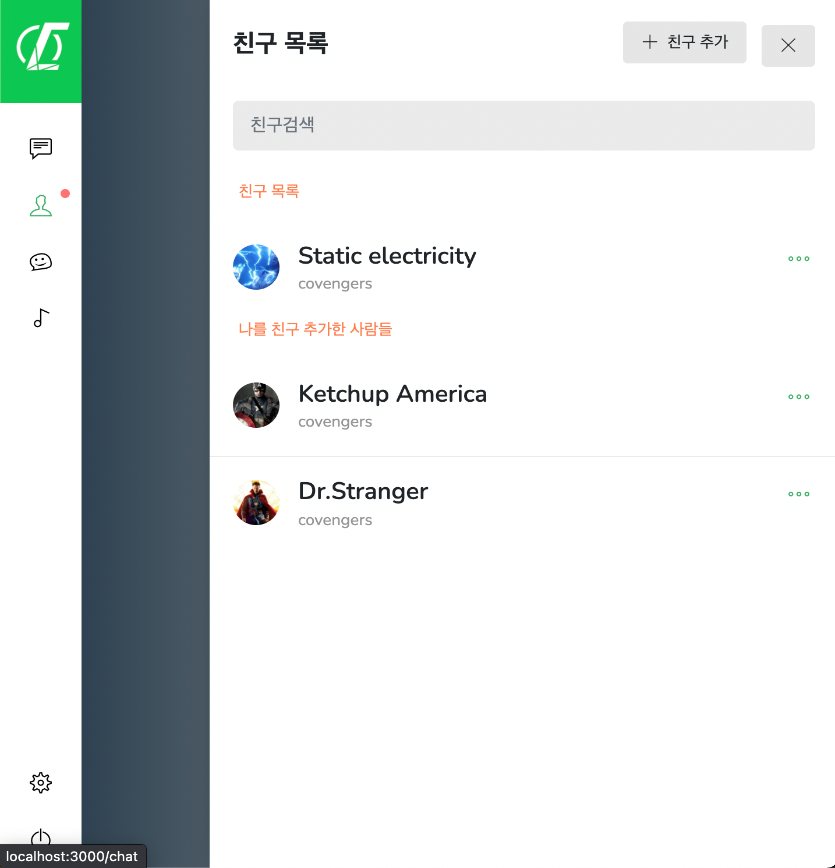 친구 목록
친구 추가
친구검색
친구 목록
Static electricity
covengers
나를 친구 추가한 사람들
Ketchup America
covengers
Dr.Stranger
covengers
localhost:3000/chat